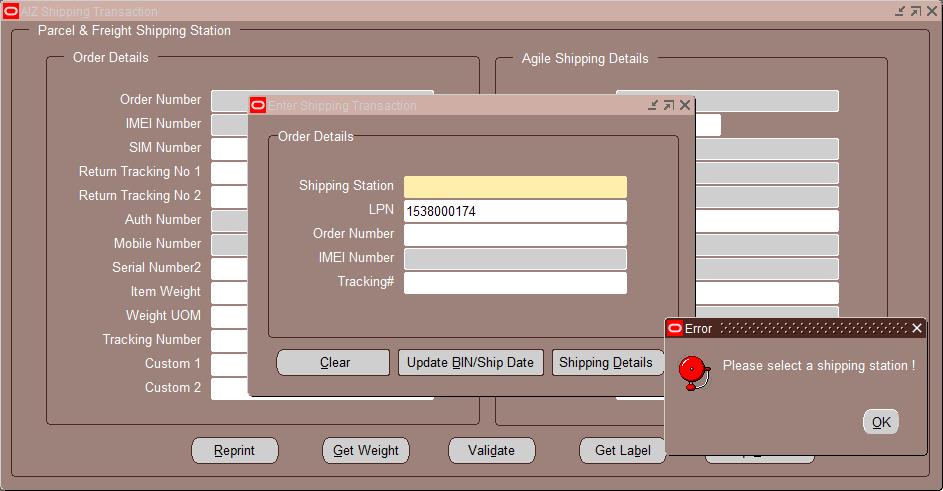 AIZ Shipping Transaction
Parcel & Freight Shipping Station
Order Details
Agile Shipping Details
Order Number
IMEI Number
SIM Number
Return Tracking No 1
Return Tracking No 2
Auth Number
Mobile Number
Serial Number2
Item Weight
Weight UOM
Tracking Number
Custom 1
Custom 2
Enter Shipping Transaction
Order Details
Shipping Station
LPN 1538000174
Order Number
IMEI Number
Tracking#
Clear Update BIN/Ship Date Shipping Details
Error
Please select a shipping station !
OK
Reprint Get Weight Validate Get Label